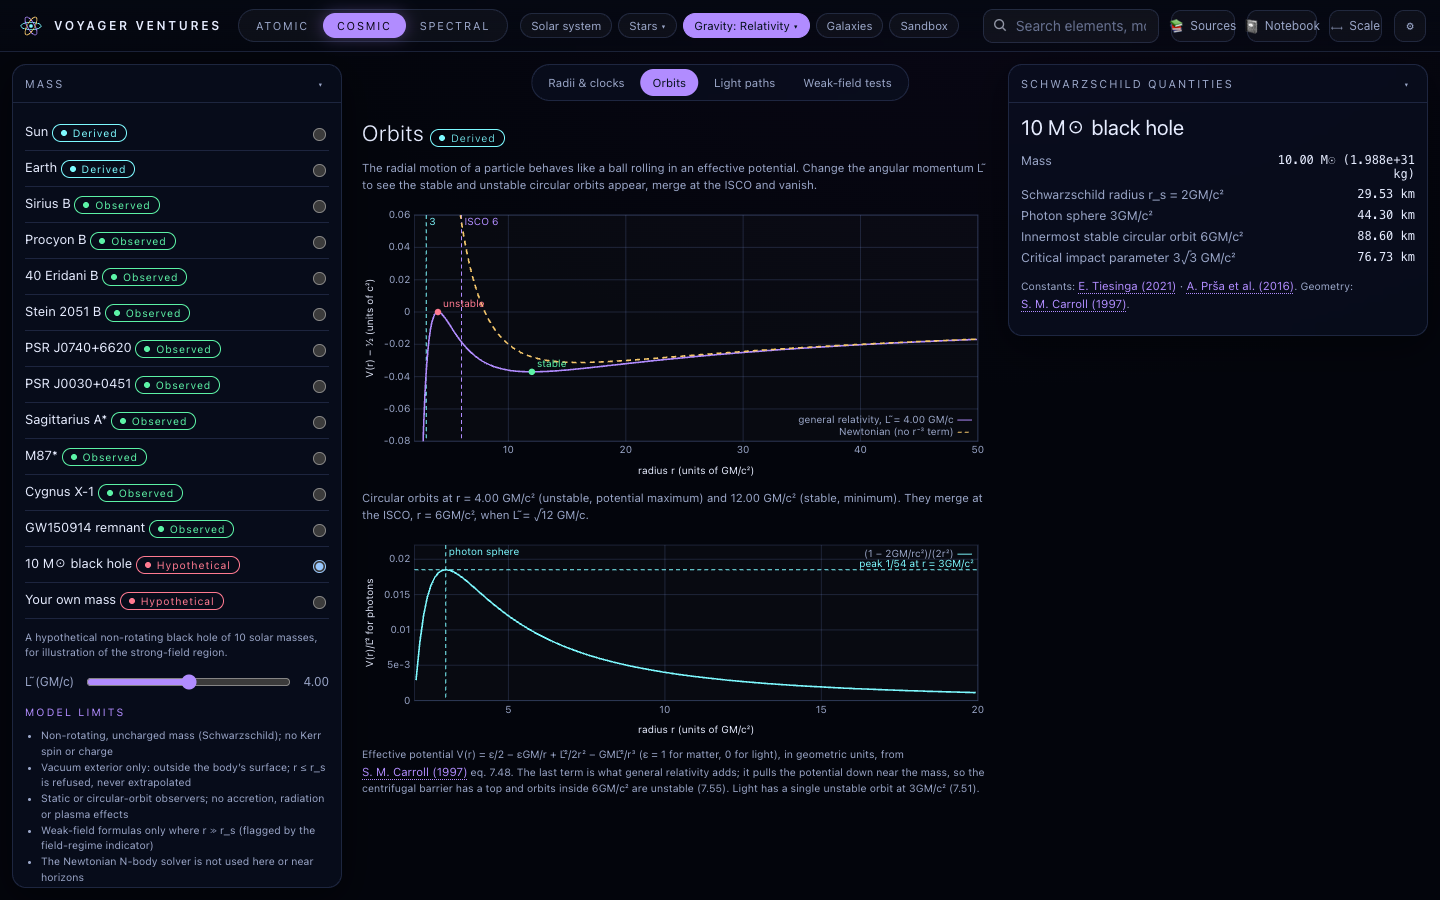 VOYAGER VENTURES
ATOMIC COSMIC SPECTRAL
Solar system Stars ▾ Gravity: Relativity ▾ Galaxies Sandbox
Search elements, mo
Sources Notebook Scale
MASS
Sun Derived
Earth Derived
Sirius B Observed
Procyon B Observed
40 Eridani B Observed
Stein 2051 B Observed
PSR J0740+6620 Observed
PSR J0030+0451 Observed
Sagittarius A* Observed
M87* Observed
Cygnus X-1 Observed
GW150914 remnant Observed
10 M☉ black hole Hypothetical
Your own mass Hypothetical
A hypothetical non-rotating black hole of 10 solar masses,
for illustration of the strong-field region.
L̃ (GM/c) 4.00
MODEL LIMITS
• Non-rotating, uncharged mass (Schwarzschild); no Kerr
spin or charge
• Vacuum exterior only: outside the body's surface; r ≤ r_s
is refused, never extrapolated
• Static or circular-orbit observers; no accretion, radiation
or plasma effects
• Weak-field formulas only where r » r_s (flagged by the
field-regime indicator)
• The Newtonian N-body solver is not used here or near
horizons
Radii & clocks Orbits Light paths Weak-field tests
Orbits Derived
The radial motion of a particle behaves like a ball rolling in an effective potential. Change the angular momentum L̃
to see the stable and unstable circular orbits appear, merge at the ISCO and vanish.
V(r) − ½ (units of c²)
0.06
0.04
0.02
0
-0.02
-0.04
-0.06
-0.08
3
ISCO 6
unstable
stable
general relativity, L̃ = 4.00 GM/c
Newtonian (no r⁻³ term)
10 20 30 40 50
radius r (units of GM/c²)
Circular orbits at r = 4.00 GM/c² (unstable, potential maximum) and 12.00 GM/c² (stable, minimum). They merge at
the ISCO, r = 6GM/c², when L̃ = √12 GM/c.
V(r)/L̃² for photons
0.02
0.015
0.01
5e-3
0
photon sphere
(1 − 2GM/rc²)/(2r²)
peak 1/54 at r = 3GM/c²
5 10 15 20
radius r (units of GM/c²)
Effective potential V(r) = ε/2 − εGM/r + L̃²/2r² − GML̃²/r³ (ε = 1 for matter, 0 for light), in geometric units, from
S. M. Carroll (1997) eq. 7.48. The last term is what general relativity adds; it pulls the potential down near the mass, so the
centrifugal barrier has a top and orbits inside 6GM/c² are unstable (7.55). Light has a single unstable orbit at 3GM/c² (7.51).
SCHWARZSCHILD QUANTITIES
10 M☉ black hole
Mass 10.00 M☉ (1.988e+31
kg)
Schwarzschild radius r_s = 2GM/c² 29.53 km
Photon sphere 3GM/c² 44.30 km
Innermost stable circular orbit 6GM/c² 88.60 km
Critical impact parameter 3√3 GM/c² 76.73 km
Constants: E. Tiesinga (2021) · A. Prša et al. (2016). Geometry:
S. M. Carroll (1997).